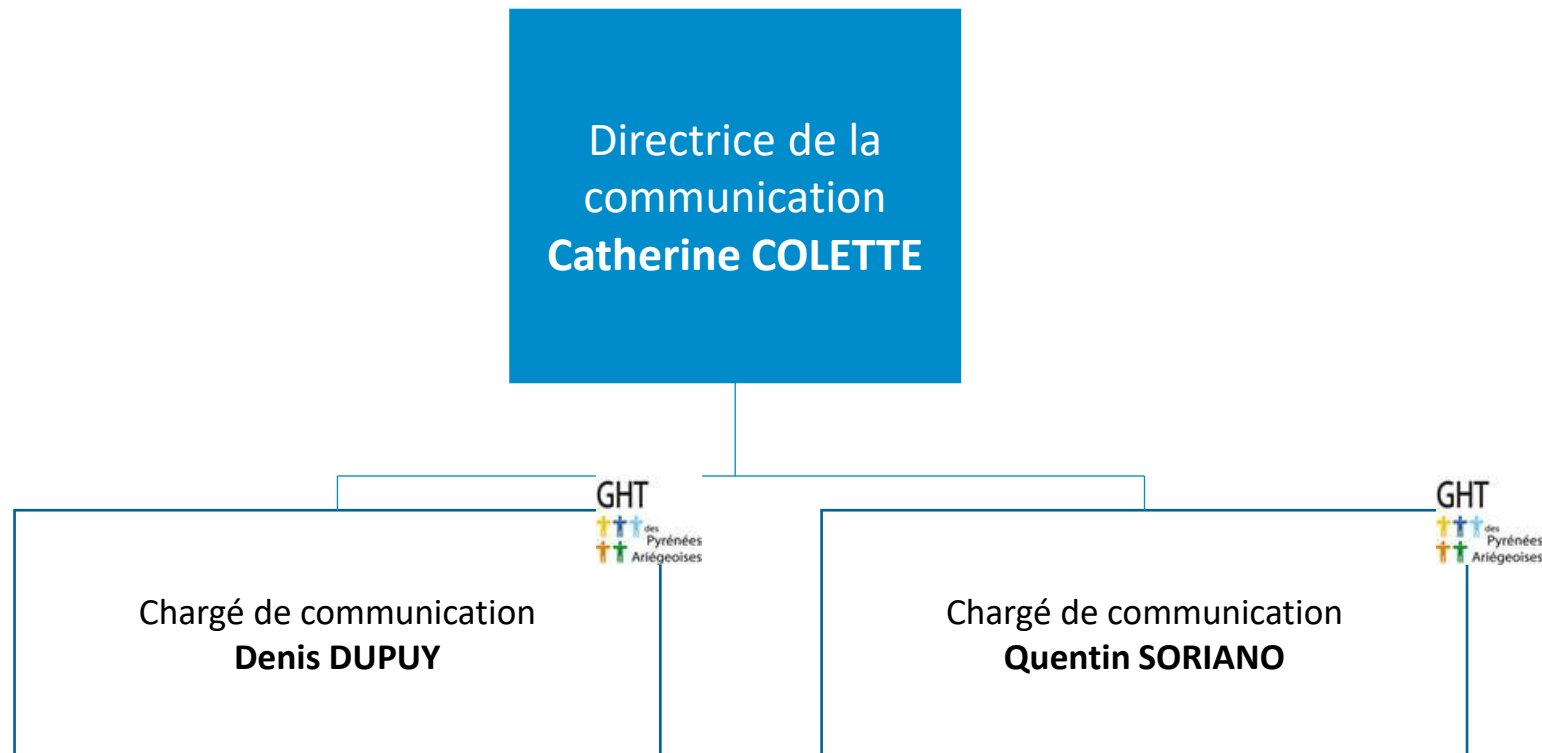 Directrice de la
communication
Catherine COLETTE
GHT
des
Pyrénées
Ariégeoises
Chargé de communication
Denis DUPUY
GHT
des
Pyrénées
Ariégeoises
Chargé de communication
Quentin SORIANO